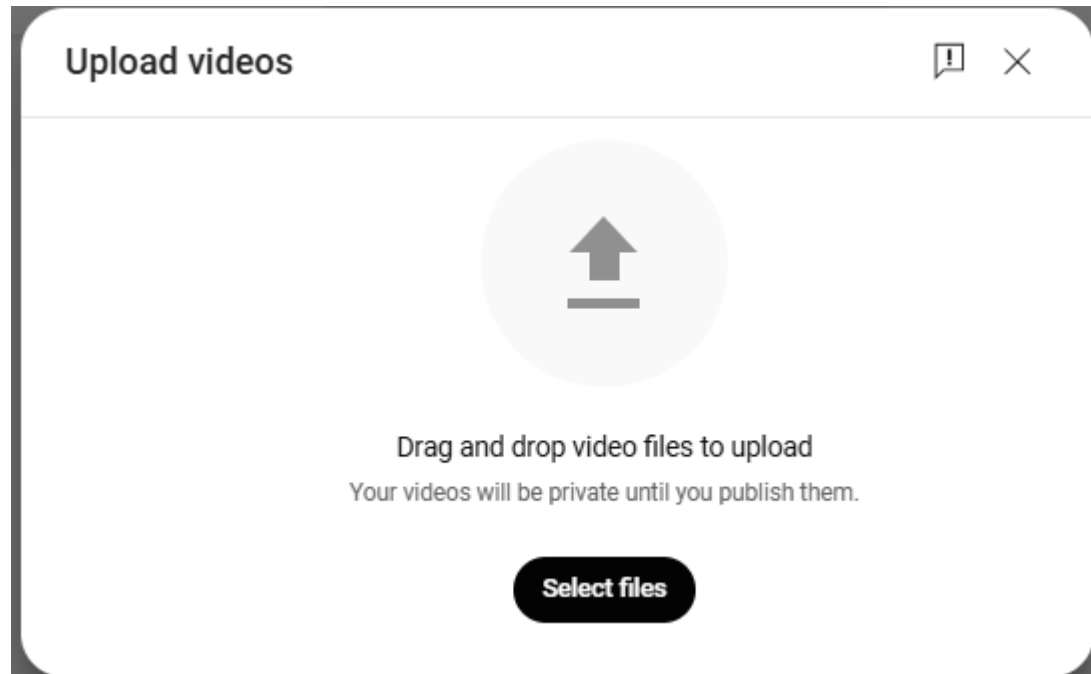 Upload videos
Drag and drop video files to upload
Your videos will be private until you publish them.
Select files